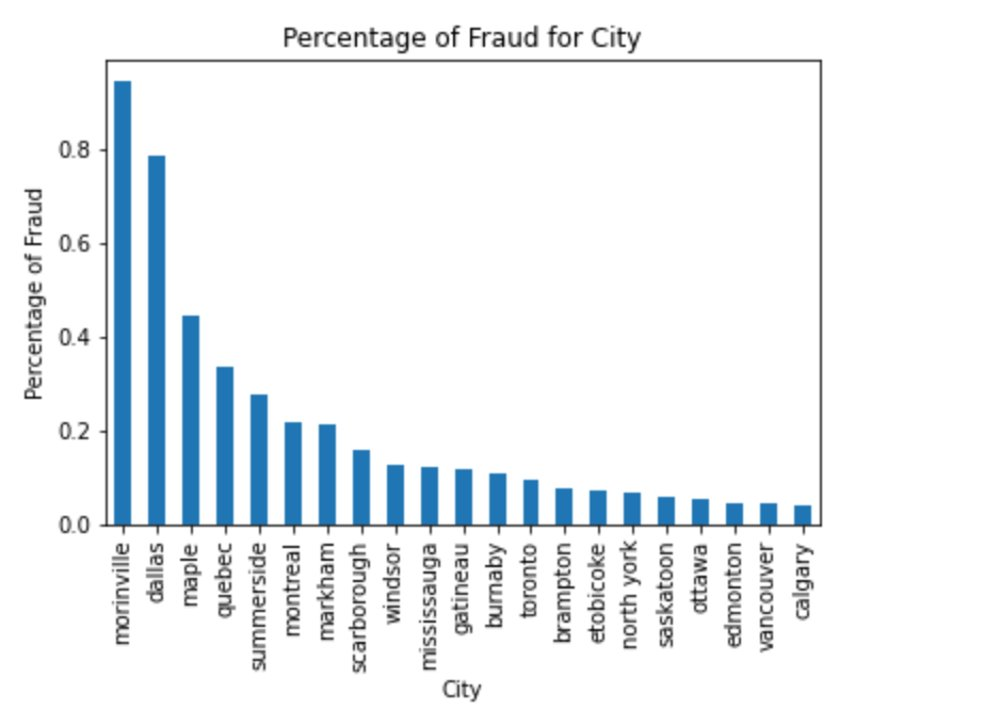 Percentage of Fraud for City
Percentage of Fraud
0.8
0.6
0.4
0.2
0.0
morinville
dallas
maple
quebec
summerside
montreal
markham
scarborough
windsor
mississauga
gatineau
burnaby
toronto
brampton
etobicoke
north york
saskatoon
ottawa
edmonton
vancouver
calgary
City